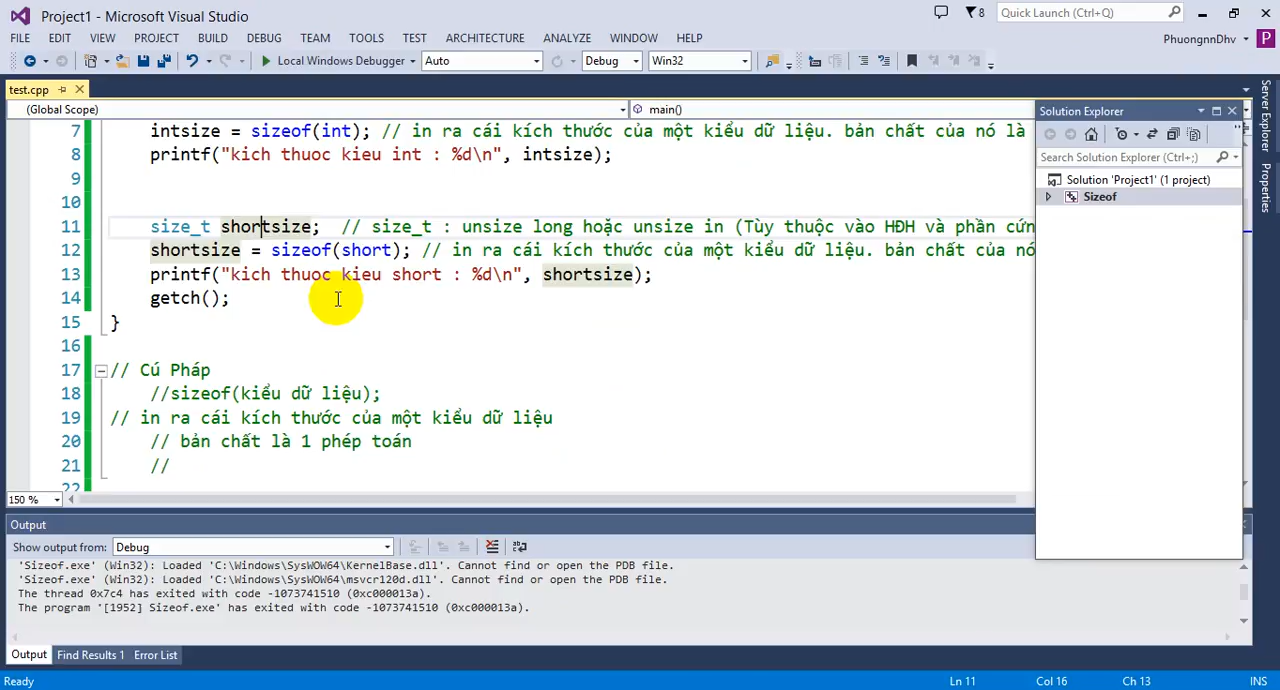 Project1 - Microsoft Visual Studio
8
Quick Launch (Ctrl+Q)
FILE EDIT VIEW PROJECT BUILD DEBUG TEAM TOOLS TEST ARCHITECTURE ANALYZE WINDOW HELP
PhuongnnDhv P
Local Windows Debugger Auto Debug Win32
test.cpp
(Global Scope) main()
7 intsize = sizeof(int); // in ra cái kích thước của một kiểu dữ liệu. bản chất của nó là
8 printf("kich thuoc kieu int : %d\n", intsize);
9
10
11 size_t shortsize; // size_t : unsize long hoặc unsize in (Tùy thuộc vào HĐH và phần cứn
12 shortsize = sizeof(short); // in ra cái kích thước của một kiểu dữ liệu. bản chất của nó
13 printf("kich thuoc kieu short : %d\n", shortsize);
14 getch();
15 }
16
17 // Cú Pháp
18 //sizeof(kiểu dữ liệu);
19 // in ra cái kích thước của một kiểu dữ liệu
20 // bản chất là 1 phép toán
21 //
22
150 %
Solution Explorer
Search Solution Explorer (Ctrl+;)
Solution 'Project1' (1 project)
Sizeof
Server Explorer
Properties
Output
Show output from: Debug
'Sizeof.exe' (Win32): Loaded 'C:\Windows\SysWOW64\KernelBase.dll'. Cannot find or open the PDB file.
'Sizeof.exe' (Win32): Loaded 'C:\Windows\SysWOW64\msvcr120d.dll'. Cannot find or open the PDB file.
The thread 0x7c4 has exited with code -1073741510 (0xc000013a).
The program '[1952] Sizeof.exe' has exited with code -1073741510 (0xc000013a).
Output Find Results 1 Error List
Ready Ln 11 Col 16 Ch 13 INS